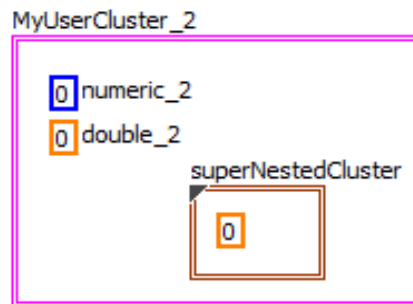 MyUserCluster_2
0 numeric_2
0 double_2
superNestedCluster
0